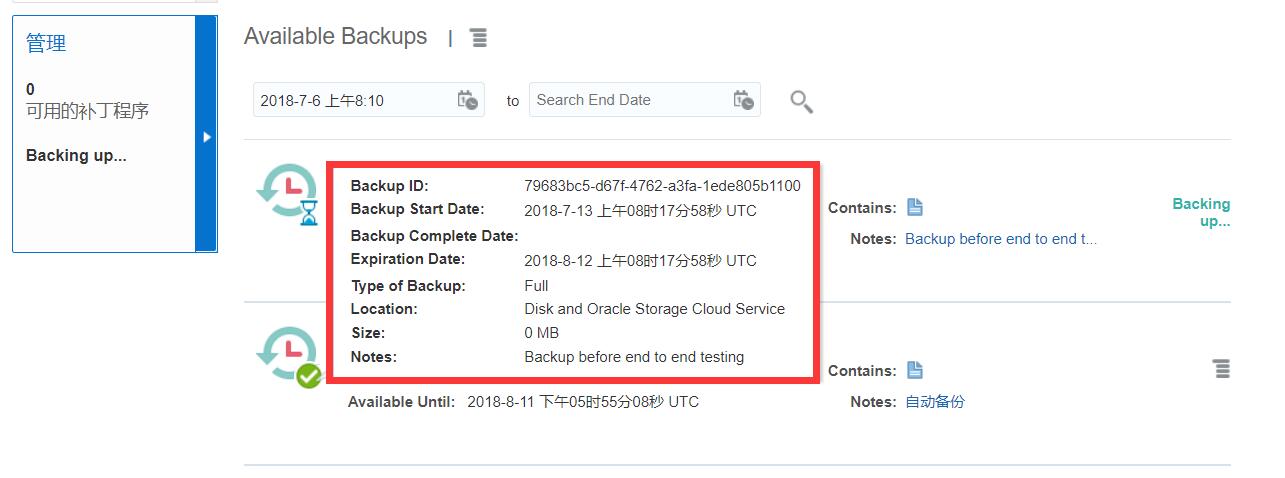 管理
0
可用的补丁程序
Backing up...
Available Backups |
2018-7-6 上午8:10 to Search End Date
Backup ID: 79683bc5-d67f-4762-a3fa-1ede805b1100
Backup Start Date: 2018-7-13 上午08时17分58秒 UTC
Backup Complete Date:
Expiration Date: 2018-8-12 上午08时17分58秒 UTC
Type of Backup: Full
Location: Disk and Oracle Storage Cloud Service
Size: 0 MB
Notes: Backup before end to end testing
Contains:
Notes: Backup before end to end t...
Backing
up...
Available Until: 2018-8-11 下午05时55分08秒 UTC
Contains:
Notes: 自动备份